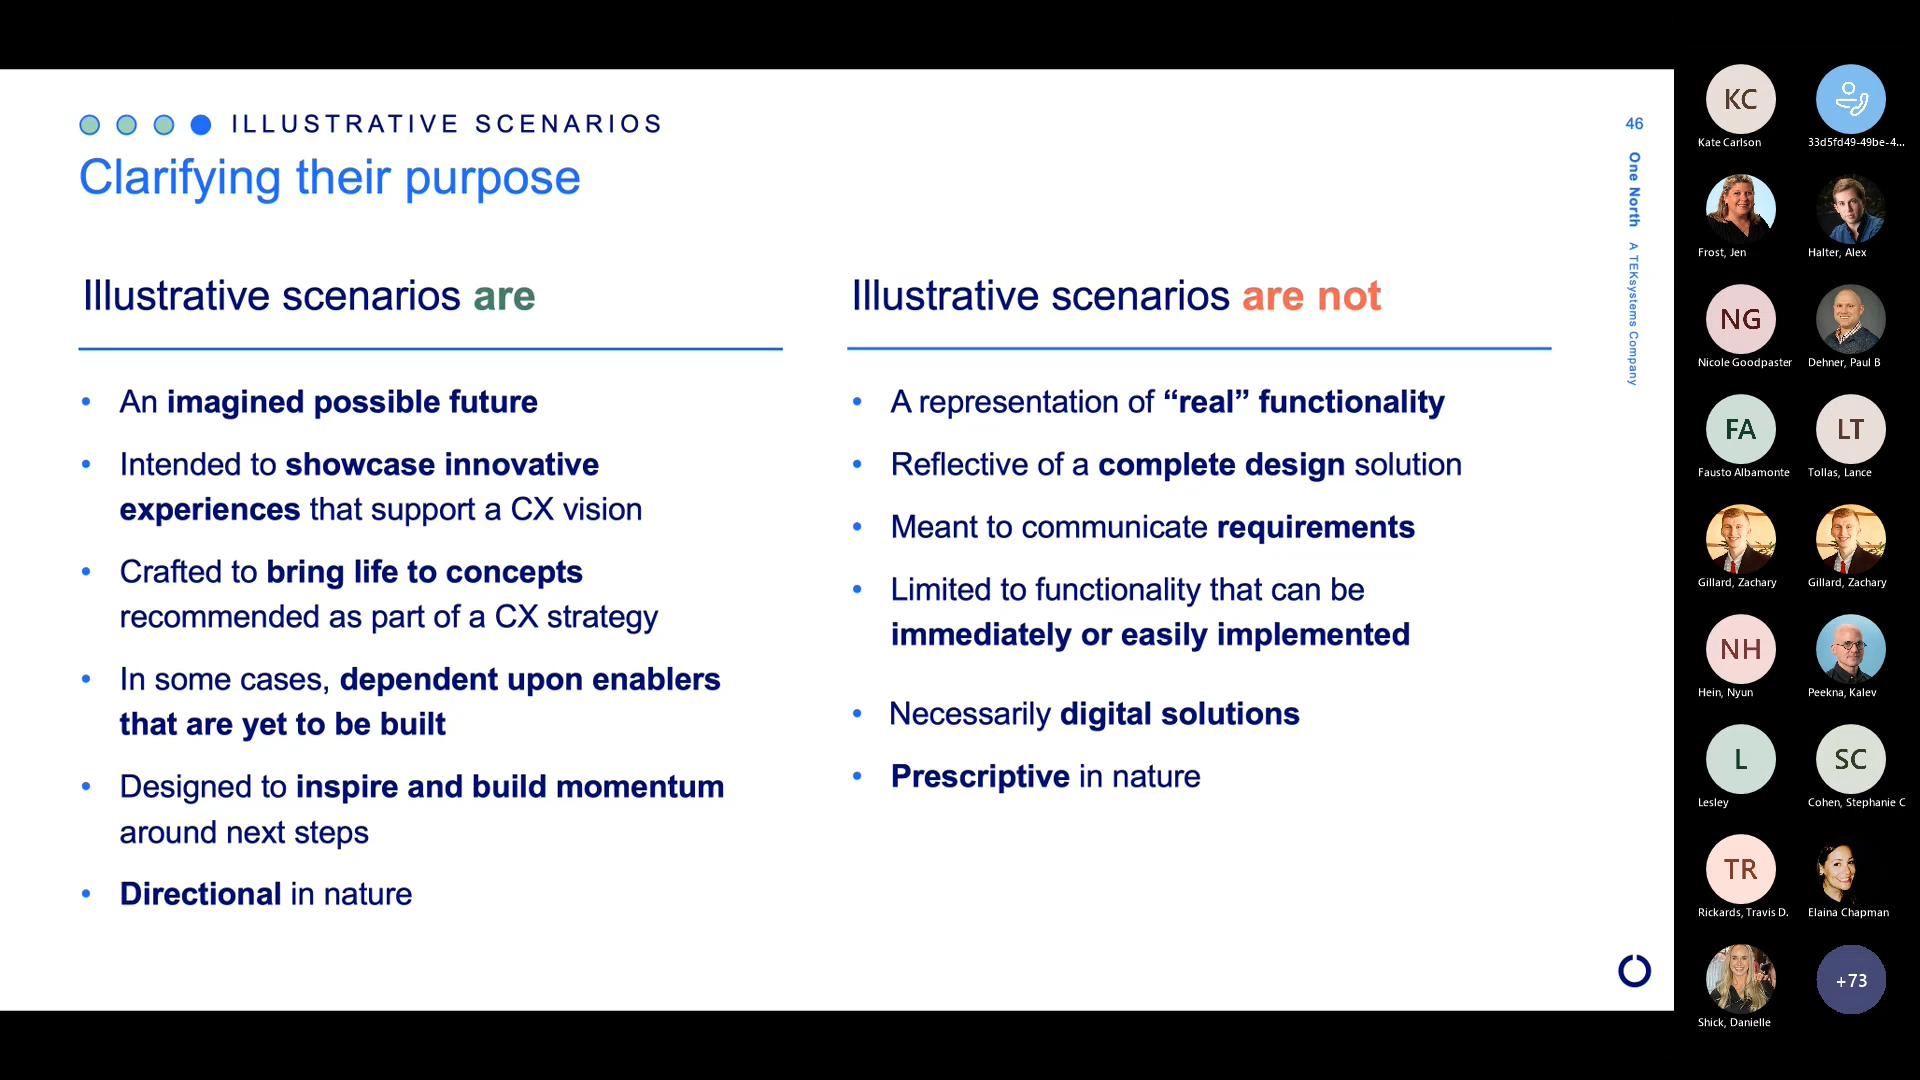 ILLUSTRATIVE SCENARIOS
Clarifying their purpose
46
One North A TEKsystems Company
Illustrative scenarios are
• An imagined possible future
• Intended to showcase innovative
experiences that support a CX vision
• Crafted to bring life to concepts
recommended as part of a CX strategy
• In some cases, dependent upon enablers
that are yet to be built
• Designed to inspire and build momentum
around next steps
• Directional in nature
Illustrative scenarios are not
• A representation of “real” functionality
• Reflective of a complete design solution
• Meant to communicate requirements
• Limited to functionality that can be
immediately or easily implemented
• Necessarily digital solutions
• Prescriptive in nature
KC
Kate Carlson
33d5fd49-49be-4...
Frost, Jen
Halter, Alex
NG
Nicole Goodpaster
Dehner, Paul B
FA
Fausto Albamonte
LT
Tollas, Lance
Gillard, Zachary
Gillard, Zachary
NH
Hein, Nyun
Peekna, Kalev
L
Lesley
SC
Cohen, Stephanie C
TR
Rickards, Travis D.
Elaina Chapman
Shick, Danielle
+73